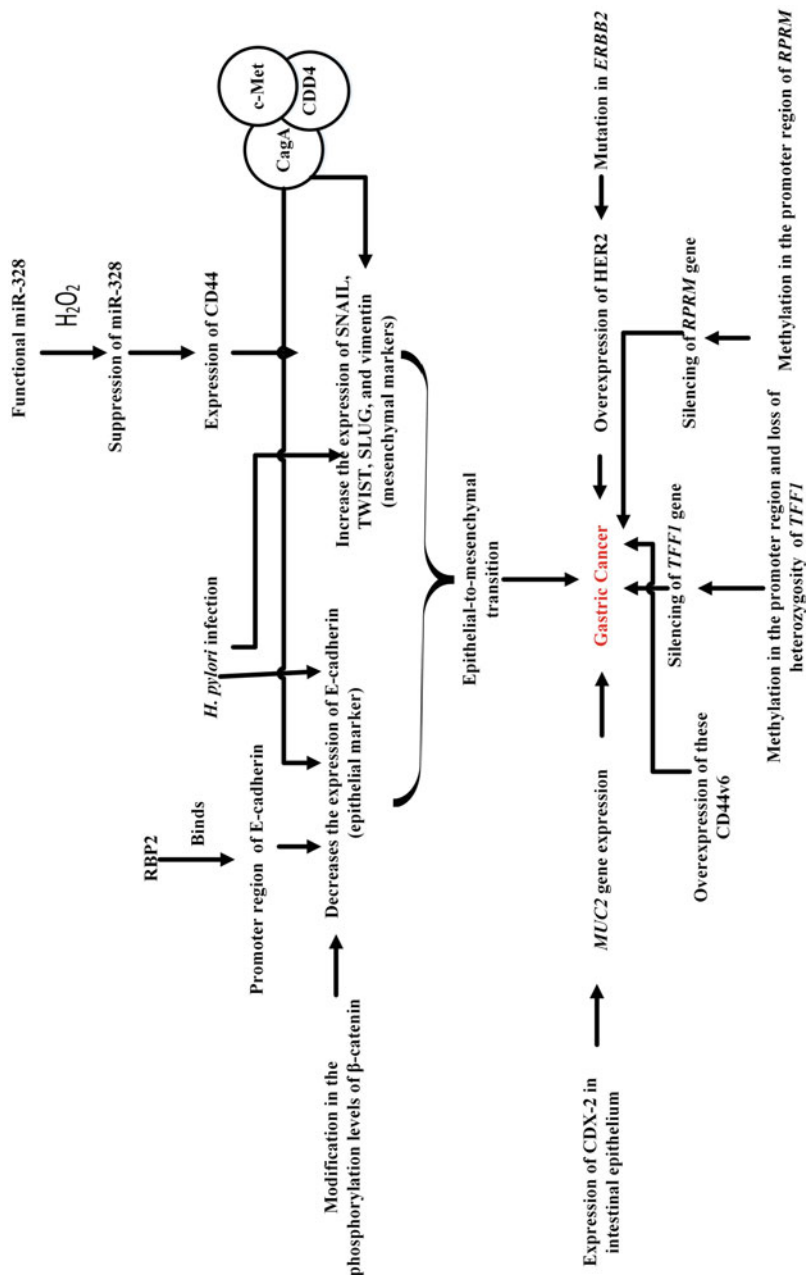 Functional miR-328
H₂O₂
Suppression of miR-328
Expression of CD44
c-Met
CDD4
CagA
RBP2
Binds
Promoter region of E-cadherin
H. pylori infection
Modification in the
phosphorylation levels of β-catenin
Decreases the expression of E-cadherin
(epithelial marker)
Increase the expression of SNAIL,
TWIST, SLUG, and vimentin
(mesenchymal markers)
Epithelial-to-mesenchymal
transition
Expression of CDX-2 in
intestinal epithelium
MUC2 gene expression
Gastric Cancer
Overexpression of HER2
Mutation in ERBB2
Overexpression of these
CD44v6
Silencing of TFF1 gene
Silencing of RPRM gene
Methylation in the promoter region and loss of
heterozygosity of TFF1
Methylation in the promoter region of RPRM